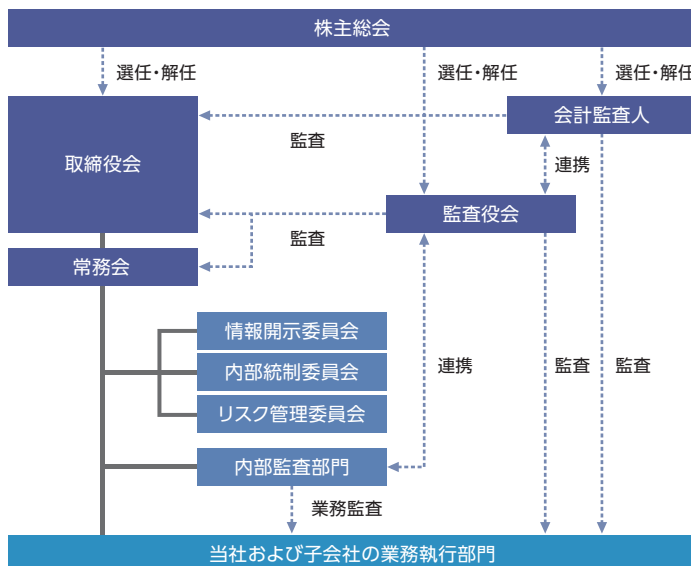 株主総会
選任・解任
選任・解任
選任・解任
取締役会
会計監査人
監査
連携
監査役会
監査
常務会
情報開示委員会
内部統制委員会
リスク管理委員会
連携
監査
監査
内部監査部門
業務監査
当社および子会社の業務執行部門